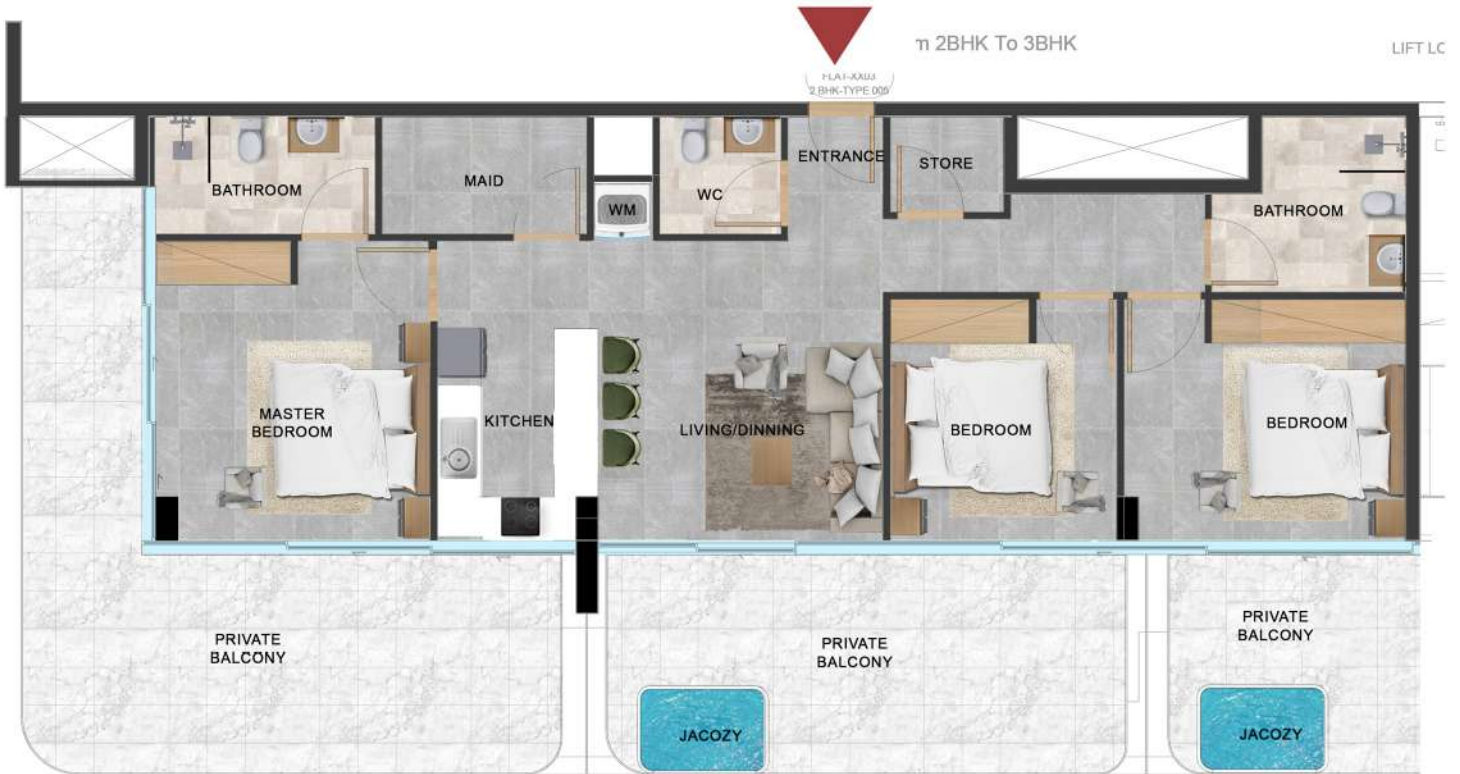 m 2BHK To 3BHK
LIFT LC
FLAT-XX03
2 BHK-TYPE 005
ENTRANCE
STORE
BATHROOM
MAID
WM
WC
BATHROOM
MASTER
BEDROOM
KITCHEN
LIVING/DINNING
BEDROOM
BEDROOM
PRIVATE
BALCONY
PRIVATE
BALCONY
PRIVATE
BALCONY
JACOZY
JACOZY